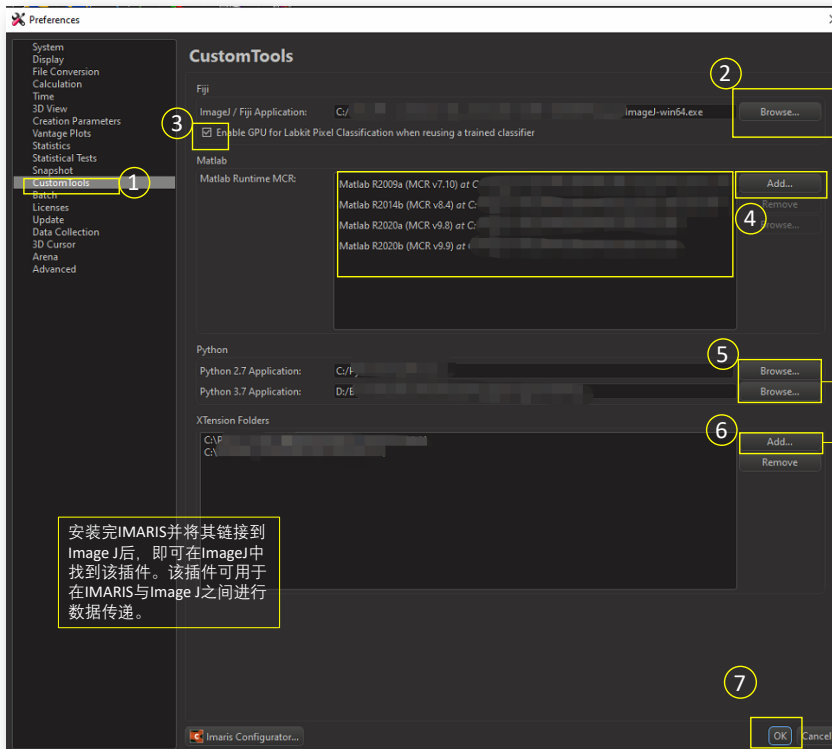 Preferences
System
Display
File Conversion
Calculation
Time
3D View
Creation Parameters
Vantage Plots
Statistics
Statistical Tests
Snapshot
CustomTools
Batch
Licenses
Update
Data Collection
3D Cursor
Arena
Advanced
1
CustomTools
2
Fiji
ImageJ / Fiji Application: C:/ ImageJ-win64.exe Browse...
3
Enable GPU for Labkit Pixel Classification when reusing a trained classifier
Matlab
Matlab Runtime MCR:
Matlab R2009a (MCR v7.10) at C
Matlab R2014b (MCR v8.4) at C:
Matlab R2020a (MCR v9.8) at C:
Matlab R2020b (MCR v9.9) at
Add...
Remove
Browse...
4
Python
5
Python 2.7 Application: C:/ Browse...
Python 3.7 Application: D:/ Browse...
XTension Folders
6
C:\
C:\
Add...
Remove
安装完IMARIS并将其链接到
Image J后，即可在ImageJ中
找到该插件。该插件可用于
在IMARIS与Image J之间进行
数据传递。
7
Imaris Configurator...
OK
Cancel